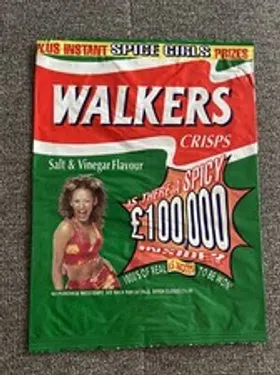 PLUS INSTANT SPICE GIRLS PRIZES
WALKERS
CRISPS
Salt & Vinegar Flavour
IS THERE A SPICY
£100,000
INSIDE?
1000'S OF REAL
TO BE WON!